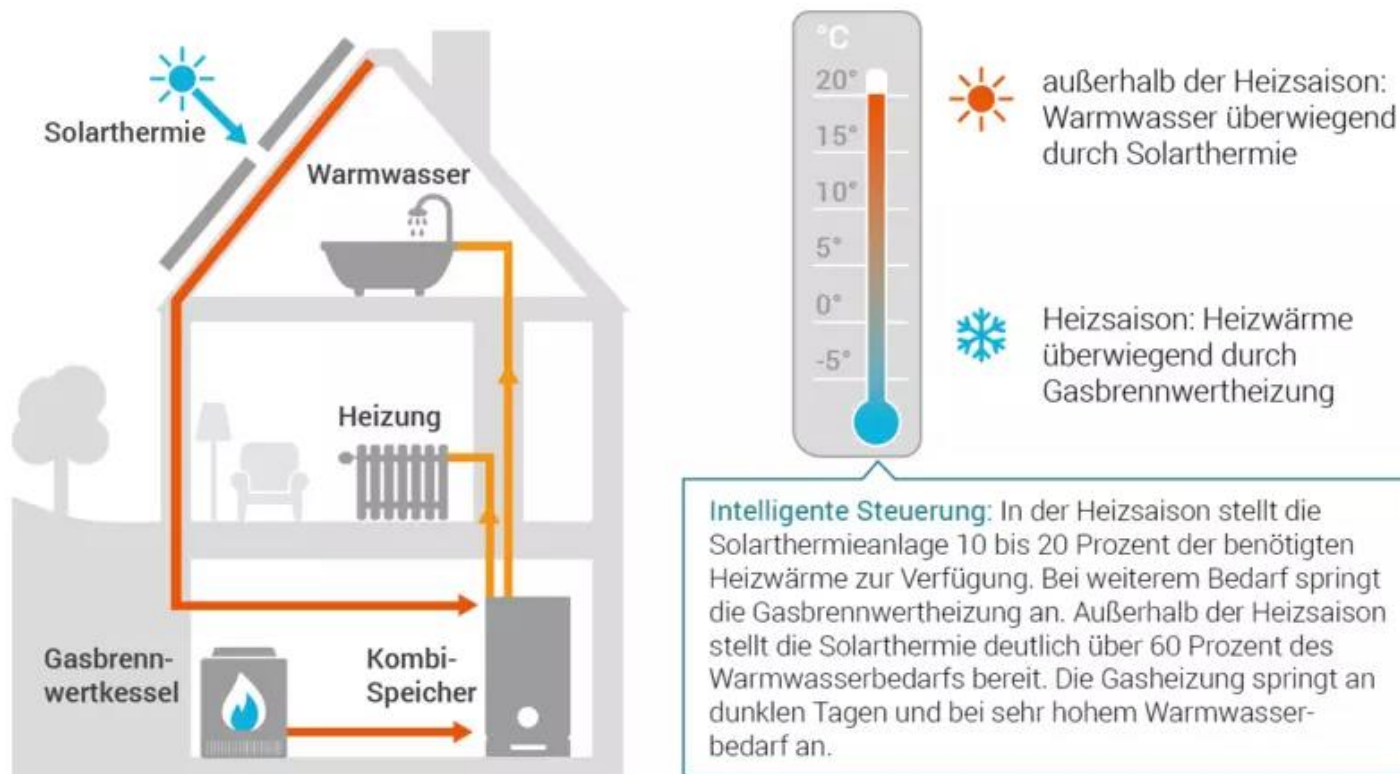 Solarthermie
Warmwasser
Heizung
Gasbrenn-
wertkessel
Kombi-
Speicher
°C
20°
15°
10°
5°
0°
-5°
außerhalb der Heizsaison:
Warmwasser überwiegend
durch Solarthermie
Heizsaison: Heizwärme
überwiegend durch
Gasbrennwertheizung
Intelligente Steuerung: In der Heizsaison stellt die
Solarthermieanlage 10 bis 20 Prozent der benötigten
Heizwärme zur Verfügung. Bei weiterem Bedarf springt
die Gasbrennwertheizung an. Außerhalb der Heizsaison
stellt die Solarthermie deutlich über 60 Prozent des
Warmwasserbedarfs bereit. Die Gasheizung springt an
dunklen Tagen und bei sehr hohem Warmwasser-
bedarf an.